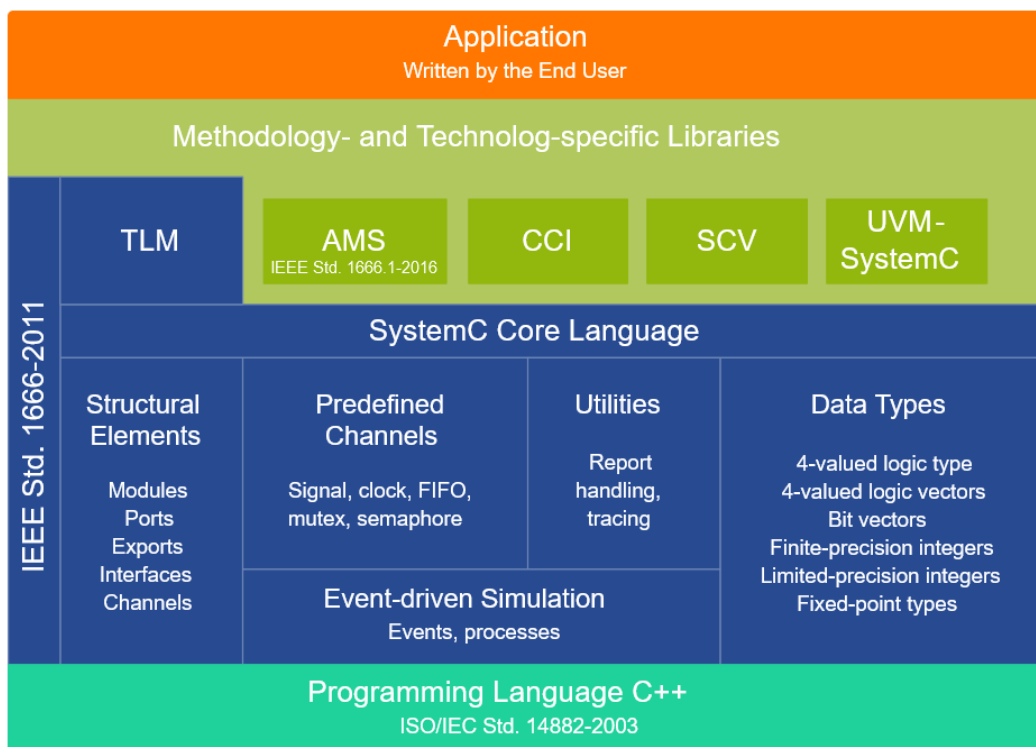 Application
Written by the End User
Methodology- and Technolog-specific Libraries
IEEE Std. 1666-2011
TLM
AMS
IEEE Std. 1666.1-2016
CCI
SCV
UVM-
SystemC
SystemC Core Language
Structural
Elements
Modules
Ports
Exports
Interfaces
Channels
Predefined
Channels
Signal, clock, FIFO,
mutex, semaphore
Utilities
Report
handling,
tracing
Data Types
4-valued logic type
4-valued logic vectors
Bit vectors
Finite-precision integers
Limited-precision integers
Fixed-point types
Event-driven Simulation
Events, processes
Programming Language C++
ISO/IEC Std. 14882-2003